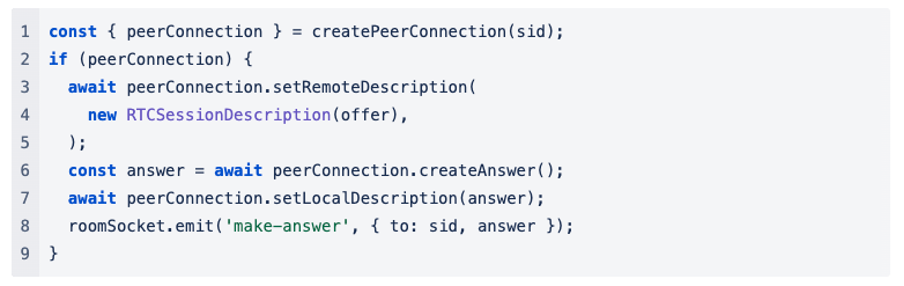 1 const { peerConnection } = createPeerConnection(sid);
2 if (peerConnection) {
3   await peerConnection.setRemoteDescription(
4     new RTCSessionDescription(offer),
5   );
6   const answer = await peerConnection.createAnswer();
7   await peerConnection.setLocalDescription(answer);
8   roomSocket.emit('make-answer', { to: sid, answer });
9 }